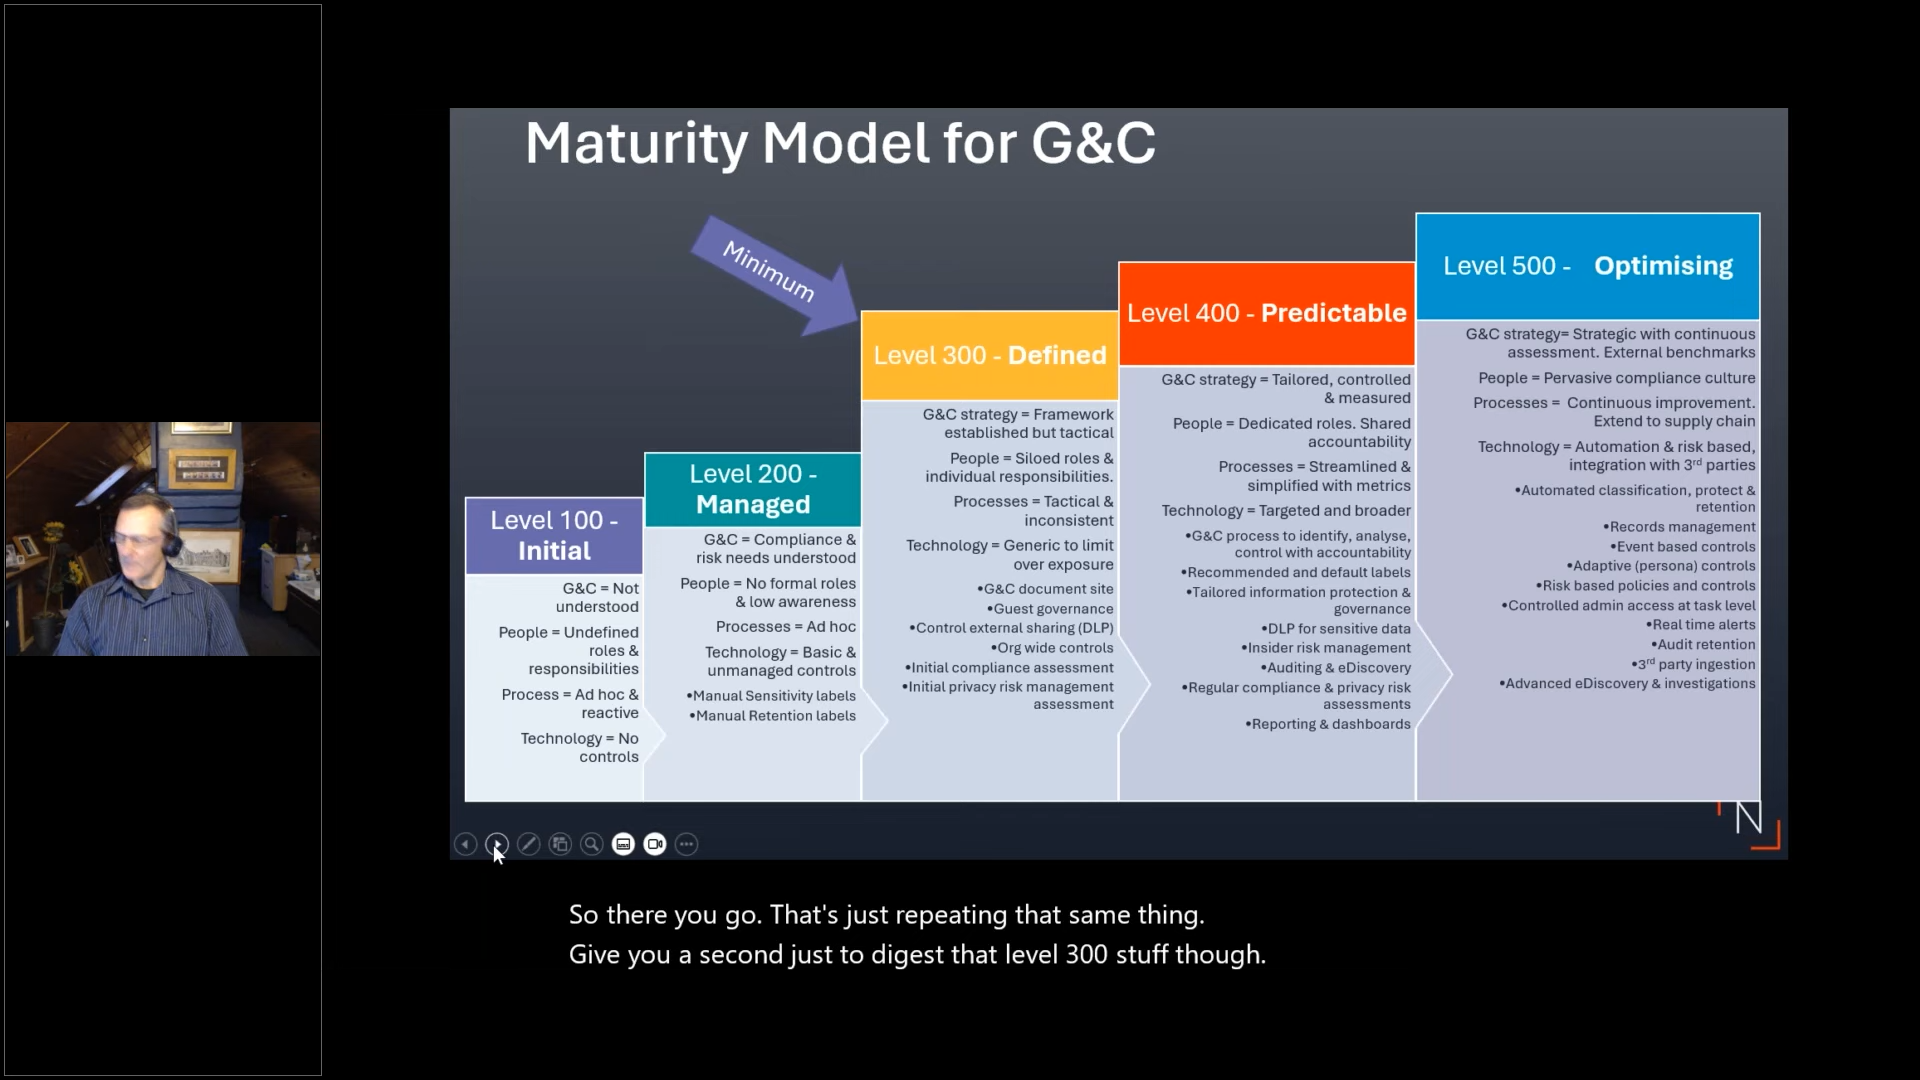 Maturity Model for G&C
Minimum
Level 100 -
Initial
G&C = Not
understood
People = Undefined
roles &
responsibilities
Process = Ad hoc &
reactive
Technology = No
controls
Level 200 -
Managed
G&C = Compliance &
risk needs understood
People = No formal roles
& low awareness
Processes = Ad hoc
Technology = Basic &
unmanaged controls
•Manual Sensitivity labels
•Manual Retention labels
Level 300 - Defined
G&C strategy = Framework
established but tactical
People = Siloed roles &
individual responsibilities.
Processes = Tactical &
inconsistent
Technology = Generic to limit
over exposure
•G&C document site
•Guest governance
•Control external sharing (DLP)
•Org wide controls
•Initial compliance assessment
•Initial privacy risk management
assessment
Level 400 - Predictable
G&C strategy = Tailored, controlled
& measured
People = Dedicated roles. Shared
accountability
Processes = Streamlined &
simplified with metrics
Technology = Targeted and broader
•G&C process to identify, analyse,
control with accountability
•Recommended and default labels
•Tailored information protection &
governance
•DLP for sensitive data
•Insider risk management
•Auditing & eDiscovery
•Regular compliance & privacy risk
assessments
•Reporting & dashboards
Level 500 - Optimising
G&C strategy= Strategic with continuous
assessment. External benchmarks
People = Pervasive compliance culture
Processes = Continuous improvement.
Extend to supply chain
Technology = Automation & risk based,
integration with 3rd parties
•Automated classification, protect &
retention
•Records management
•Event based controls
•Adaptive (persona) controls
•Risk based policies and controls
•Controlled admin access at task level
•Real time alerts
•Audit retention
•3rd party ingestion
•Advanced eDiscovery & investigations
N
So there you go. That's just repeating that same thing.
Give you a second just to digest that level 300 stuff though.